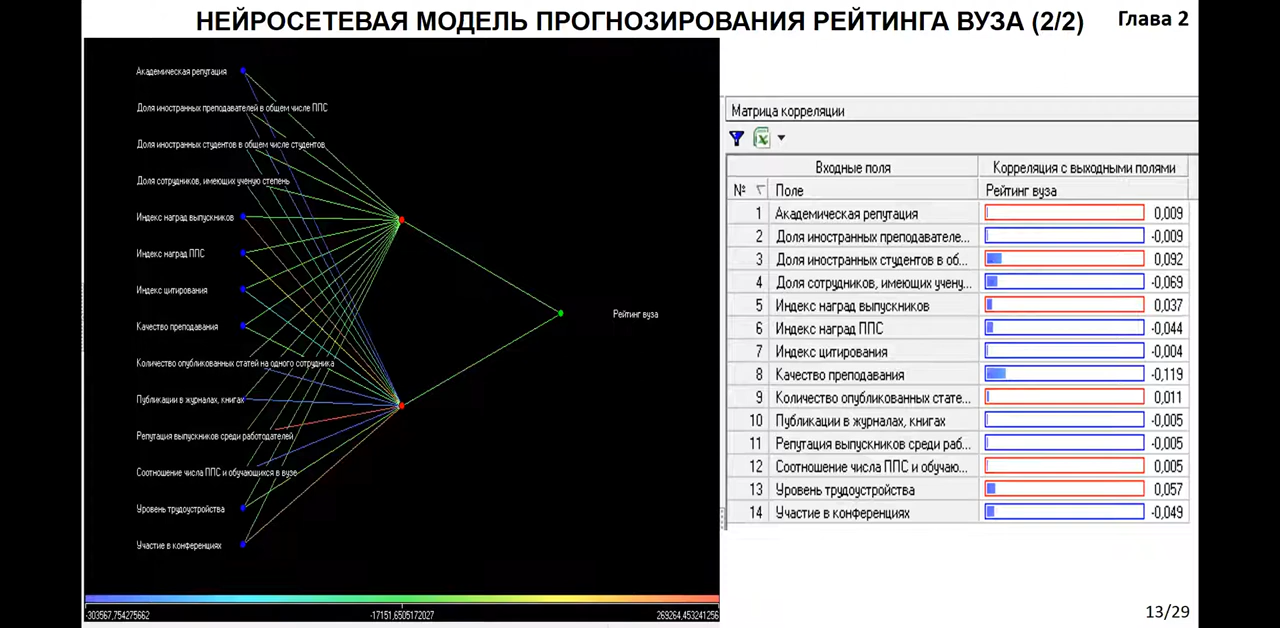 НЕЙРОСЕТЕВАЯ МОДЕЛЬ ПРОГНОЗИРОВАНИЯ РЕЙТИНГА ВУЗА (2/2)
Глава 2
Академическая репутация
Доля иностранных преподавателей в общем числе ППС
Доля иностранных студентов в общем числе студентов
Доля сотрудников, имеющих ученую степень
Индекс наград выпускников
Индекс наград ППС
Индекс цитирования
Качество преподавания
Количество опубликованных статей на одного сотрудника
Публикации в журналах, книгах
Репутация выпускников среди работодателей
Соотношение числа ППС и обучающихся в вузе
Уровень трудоустройства
Участие в конференциях
Рейтинг вуза
-303567,754275662
-17151,6505172027
269264,453241256
Матрица корреляции
Входные поля
Корреляция с выходными полями
№ Поле
Рейтинг вуза
1 Академическая репутация 0,009
2 Доля иностранных преподавателе... -0,009
3 Доля иностранных студентов в об... 0,092
4 Доля сотрудников, имеющих учену... -0,069
5 Индекс наград выпускников 0,037
6 Индекс наград ППС -0,044
7 Индекс цитирования -0,004
8 Качество преподавания -0,119
9 Количество опубликованных стате... 0,011
10 Публикации в журналах, книгах -0,005
11 Репутация выпускников среди раб... -0,005
12 Соотношение числа ППС и обучаю... 0,005
13 Уровень трудоустройства 0,057
14 Участие в конференциях -0,049
13/29